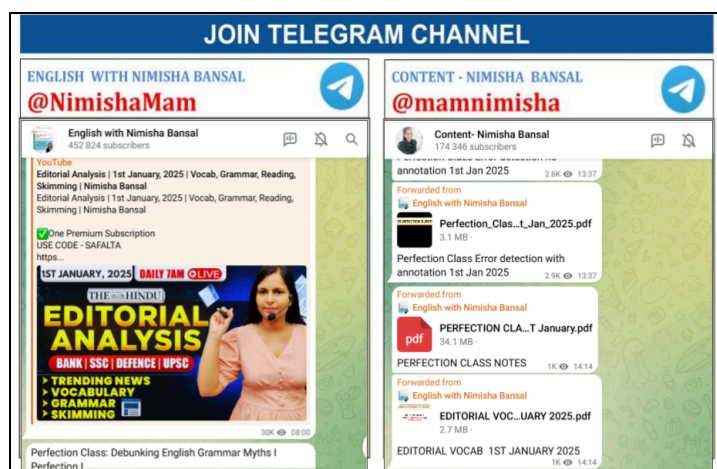 JOIN TELEGRAM CHANNEL
ENGLISH WITH NIMISHA BANSAL
@NimishaMam
English with Nimisha Bansal
452 824 subscribers
YouTube
Editorial Analysis | 1st January, 2025 | Vocab, Grammar, Reading,
Skimming | Nimisha Bansal
Editorial Analysis | 1st January, 2025 | Vocab, Grammar, Reading,
Skimming | Nimisha Bansal
One Premium Subscription
USE CODE - SAFALTA
https...
1ST JANUARY, 2025 DAILY 7AM LIVE
THE HINDU
EDITORIAL
ANALYSIS
BANK | SSC | DEFENCE | UPSC
TRENDING NEWS
VOCABULARY
GRAMMAR
SKIMMING
30K 08:00
Perfection Class: Debunking English Grammar Myths I
Perfection I
CONTENT - NIMISHA BANSAL
@mamnimisha
Content- Nimisha Bansal
174 346 subscribers
Perfection Class Error detection no
annotation 1st Jan 2025
2.6K 13:37
Forwarded from
English with Nimisha Bansal
Perfection_Clas...t_Jan_2025.pdf
3.1 MB ·
Perfection Class Error detection with
annotation 1st Jan 2025
2.9K 13:37
Forwarded from
English with Nimisha Bansal
pdf
PERFECTION CLA...T January.pdf
34.1 MB ·
PERFECTION CLASS NOTES
1K 14:14
Forwarded from
English with Nimisha Bansal
EDITORIAL VOC...UARY 2025.pdf
2.7 MB ·
EDITORIAL VOCAB 1ST JANUARY 2025
1K 14:14